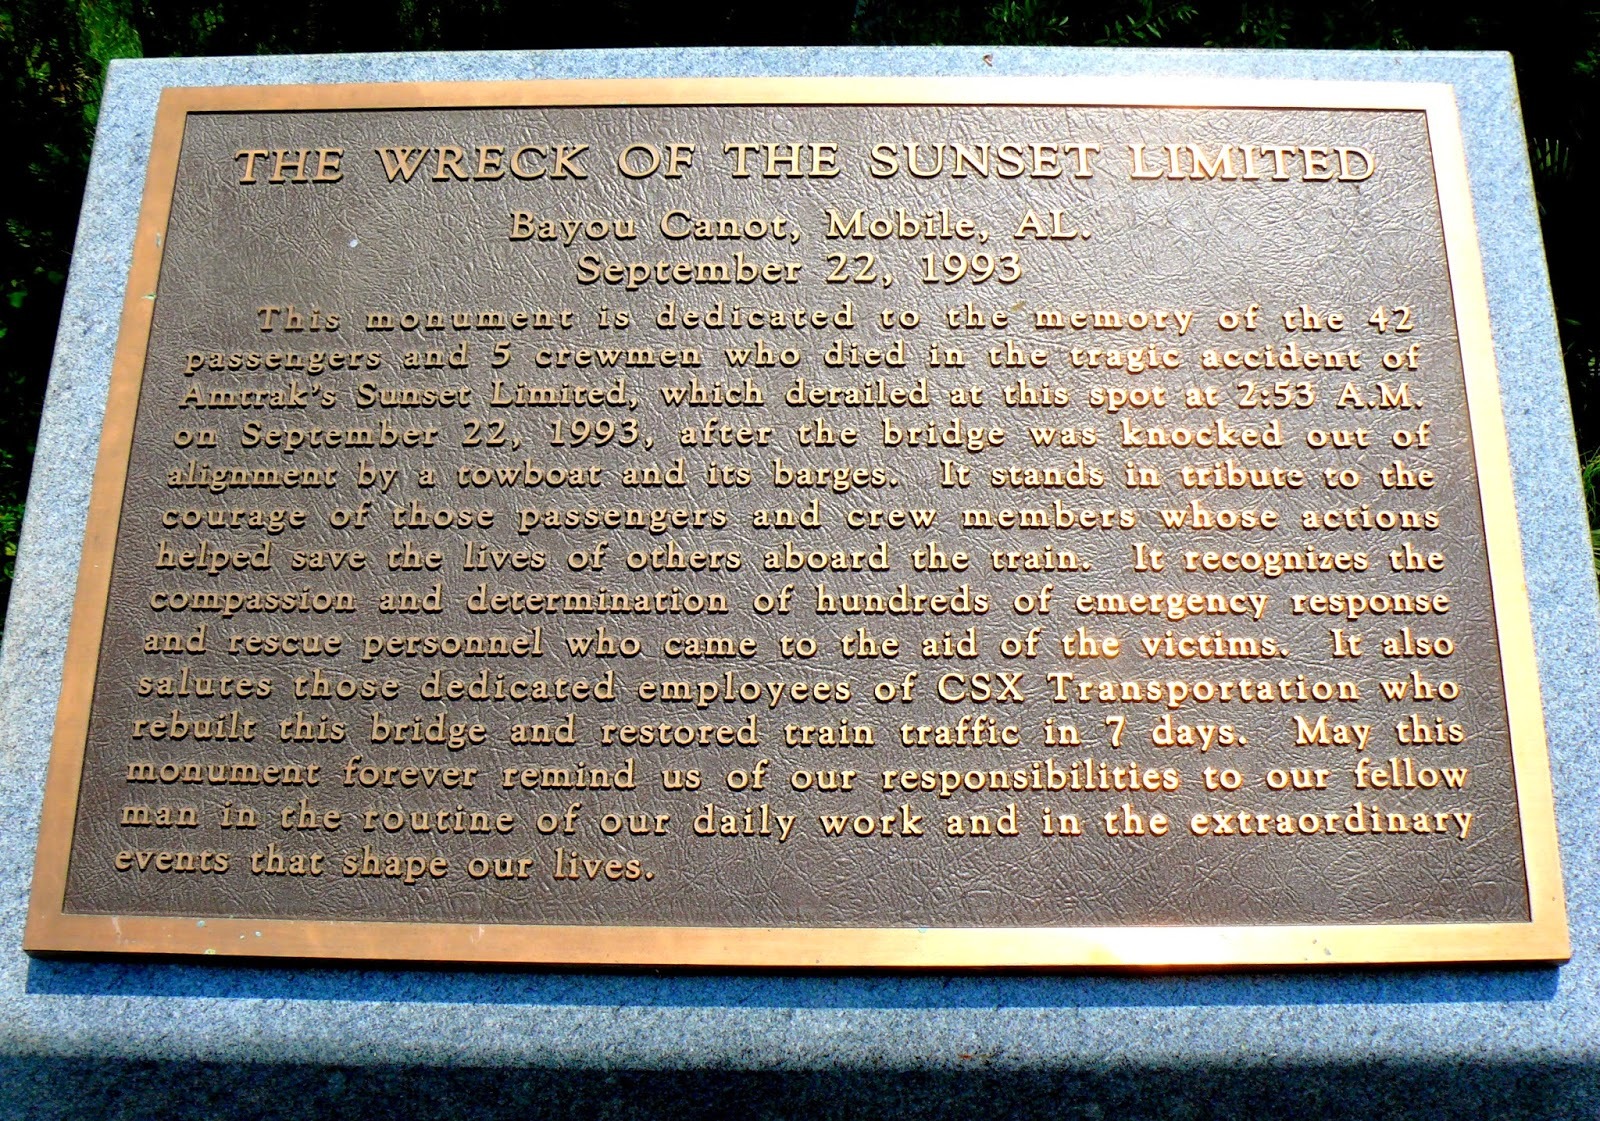 THE WRECK OF THE SUNSET LIMITED
Bayou Canot, Mobile, AL.
September 22, 1993
This monument is dedicated to the memory of the 42
passengers and 5 crewmen who died in the tragic accident of
Amtrak's Sunset Limited, which derailed at this spot at 2:53 A.M.
on September 22, 1993, after the bridge was knocked out of
alignment by a towboat and its barges. It stands in tribute to the
courage of those passengers and crew members whose actions
helped save the lives of others aboard the train. It recognizes the
compassion and determination of hundreds of emergency response
and rescue personnel who came to the aid of the victims. It also
salutes those dedicated employees of CSX Transportation who
rebuilt this bridge and restored train traffic in 7 days. May this
monument forever remind us of our responsibilities to our fellow
man in the routine of our daily work and in the extraordinary
events that shape our lives.